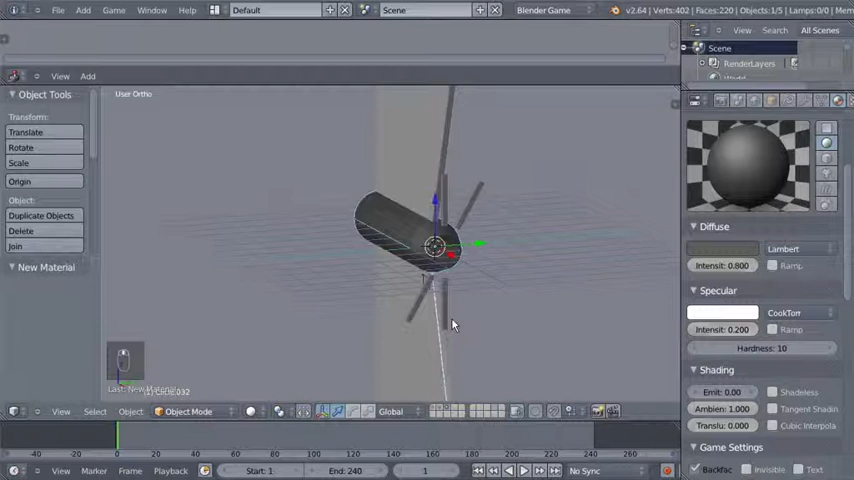 File Add Game Window Help Default Scene Blender Game v2.64 | Verts:402 | Faces:220 | Objects:1/5 | Lamps:0/0 | Mem
View Search All Scenes
Scene
RenderLayers
View Add
Object Tools
User Ortho
Transform:
Translate
Rotate
Scale
Origin
Diffuse
Object:
Lambert
Duplicate Objects
Intensit: 0.800 Ramp
Delete
Join
New Material
Specular
CookTorr
Intensit: 0.200 Ramp
Hardness: 10
Shading
Emit: 0.00 Shadeless
Ambien: 1.000 Tangent Shadin
Translu: 0.000 Cubic Interpola
View Select Object Object Mode Global
Game Settings
Backfac Invisible Text
-40 -20 0 20 40 60 80 100 120 140 160 180 200 220 240 260
View Marker Frame Playback Start: 1 End: 240 1 No Sync